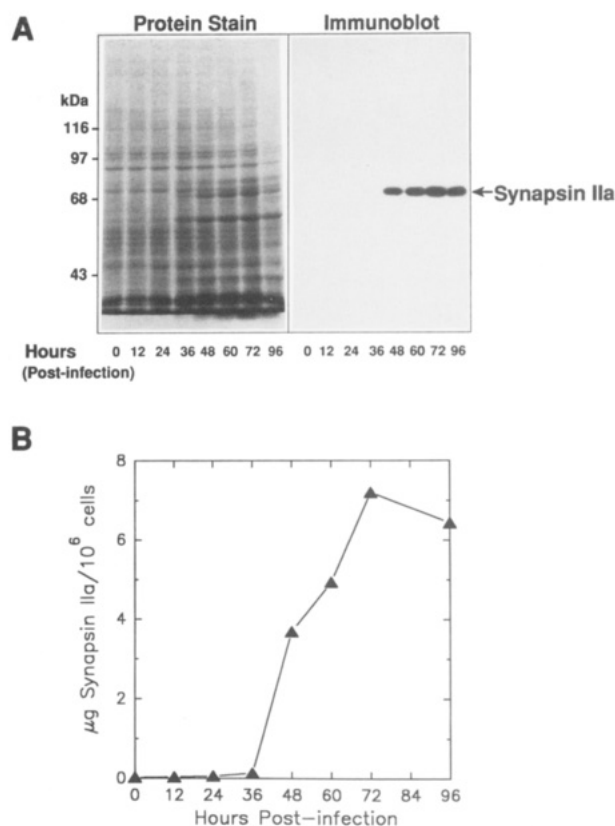 A
Protein Stain
Immunoblot
kDa
116
97
68
43
Synapsin IIa
Hours 0 12 24 36 48 60 72 96 0 12 24 36 48 60 72 96
(Post-infection)
B
8
6
4
2
0
µg Synapsin IIa/10⁶ cells
0 12 24 36 48 60 72 84 96
Hours Post-infection